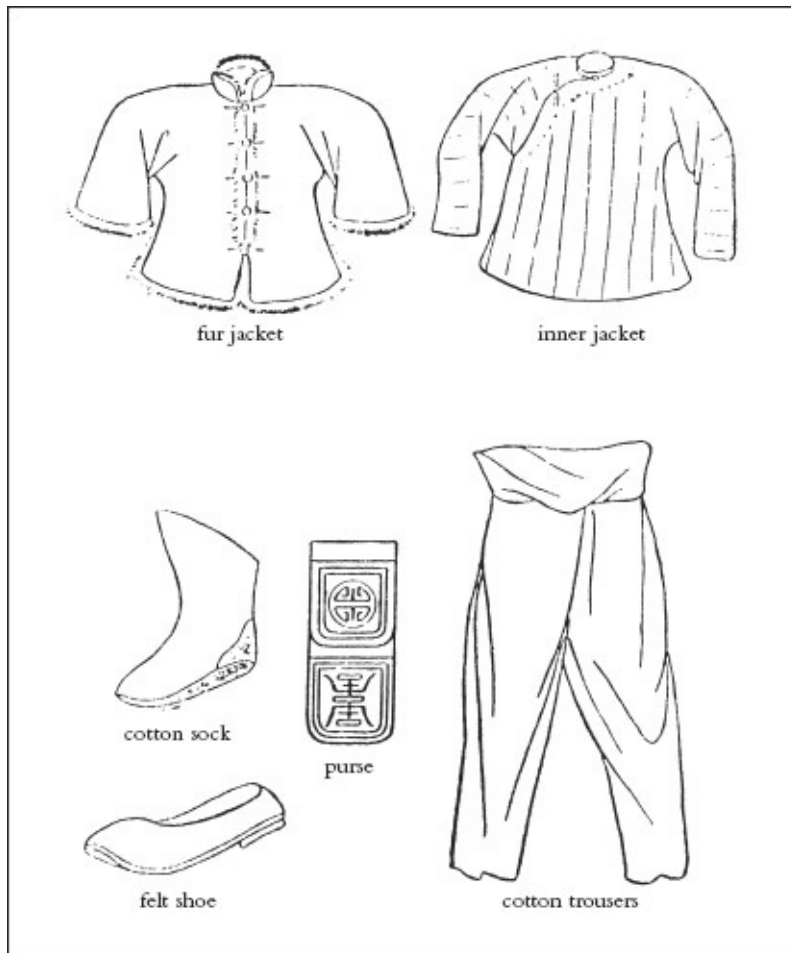 fur jacket
inner jacket
cotton sock
purse
felt shoe
cotton trousers